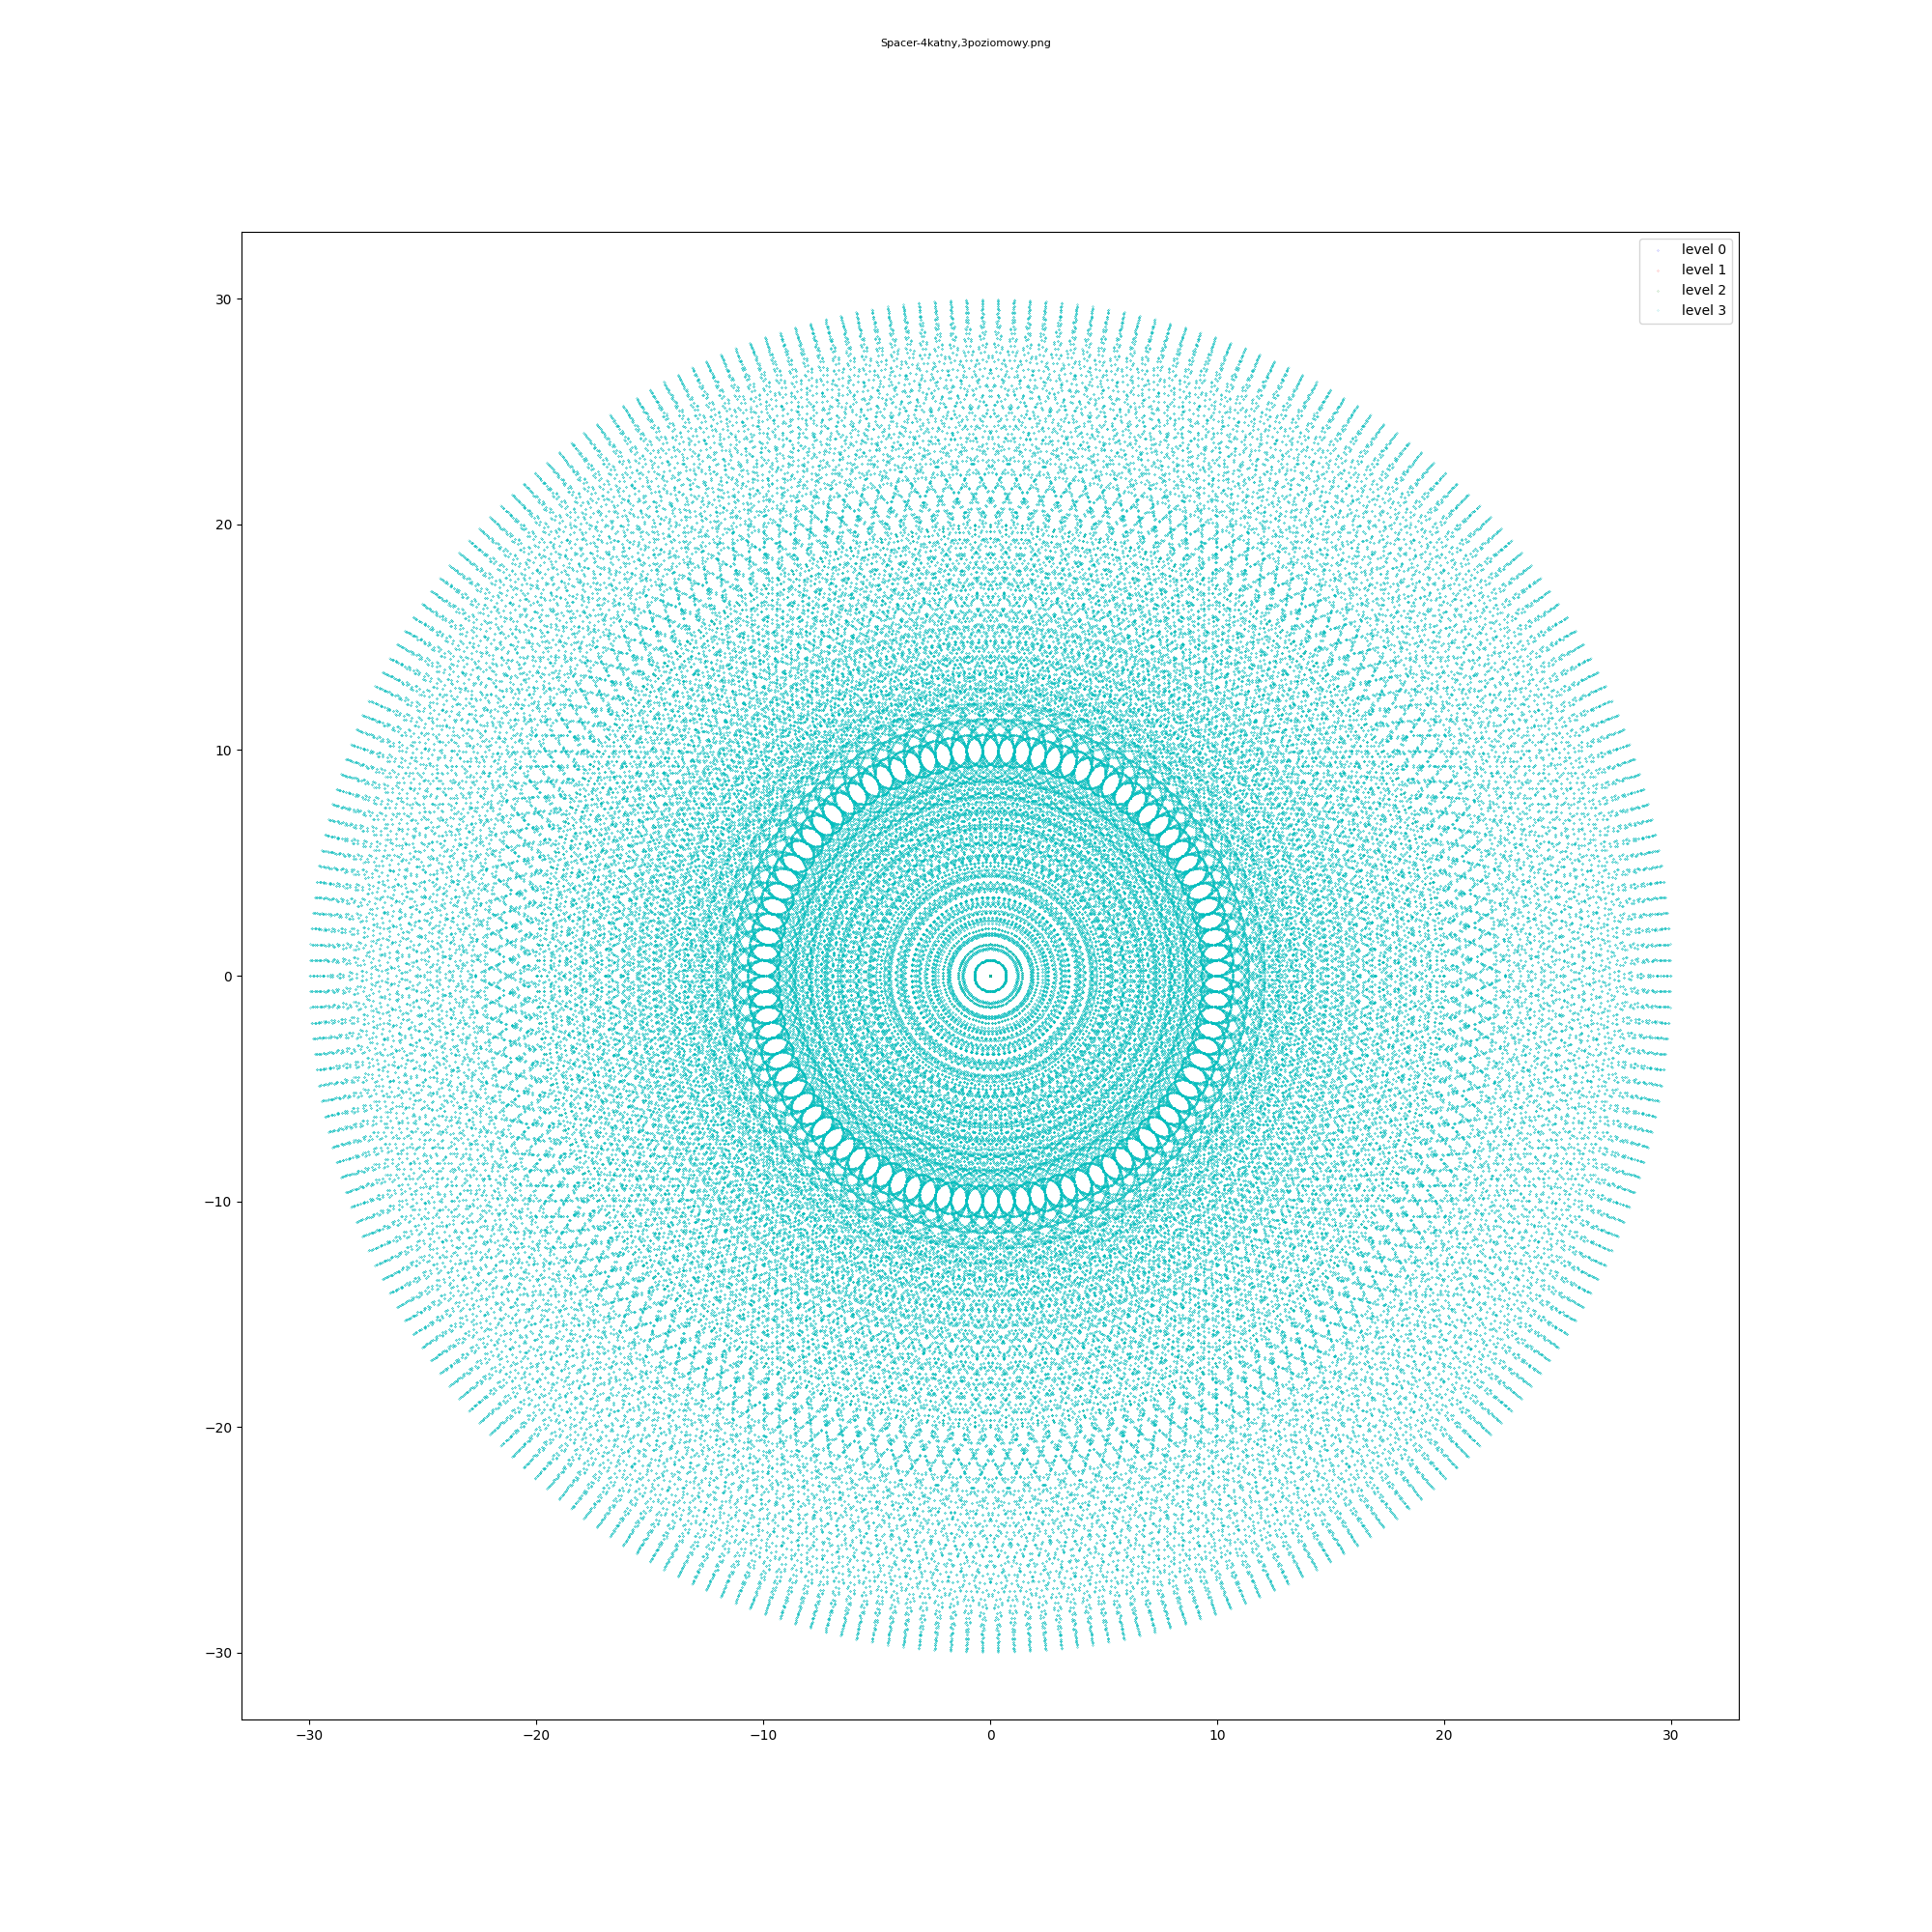 Spacer-4katny,3poziomowy.png
level 0
level 1
level 2
level 3
30
20
10
0
−10
−20
−30
−30 −20 −10 0 10 20 30